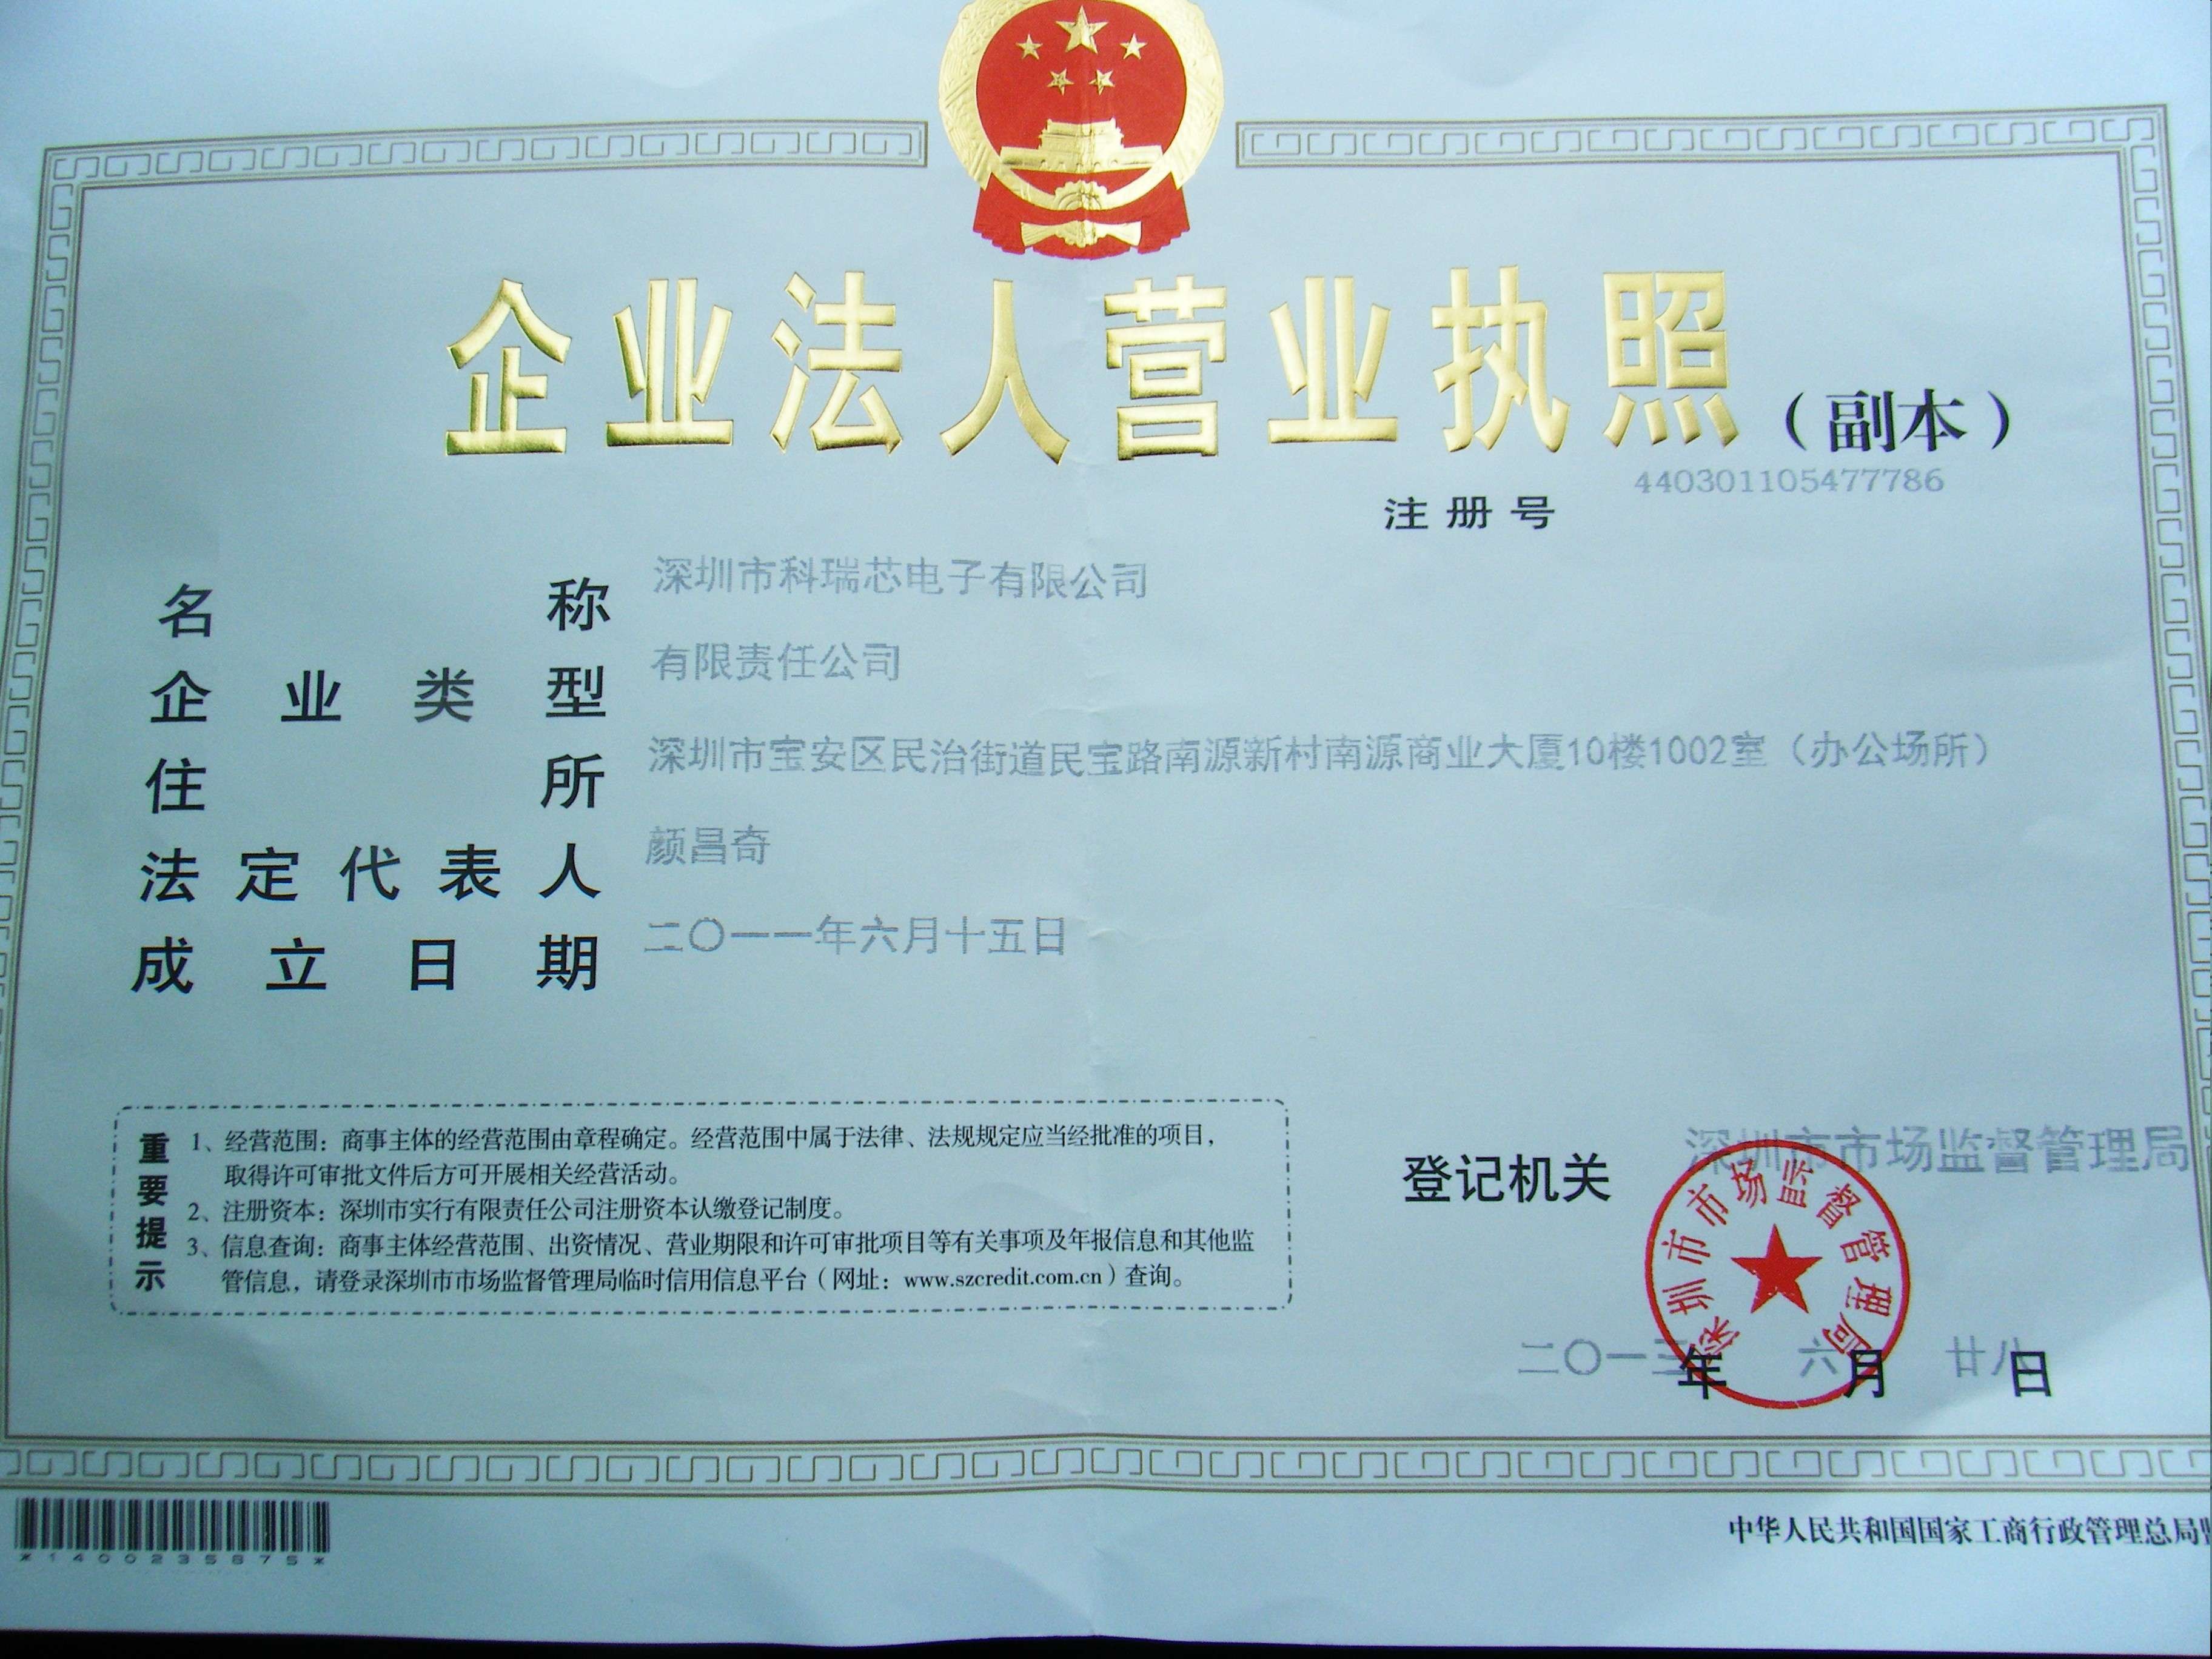 企业法人营业执照（副本）
注册号 440301105477786
名称 深圳市科瑞芯电子有限公司
企业类型 有限责任公司
住所 深圳市宝安区民治街道民宝路南源新村南源商业大厦10楼1002室（办公场所）
法定代表人 颜昌奇
成立日期 二〇一一年六月十五日
重要提示
1、经营范围：商事主体的经营范围由章程确定。经营范围中属于法律、法规规定应当经批准的项目，
取得许可审批文件后方可开展相关经营活动。
2、注册资本：深圳市实行有限责任公司注册资本认缴登记制度。
3、信息查询：商事主体经营范围、出资情况、营业期限和许可审批项目等有关事项及年报信息和其他监
管信息，请登录深圳市市场监督管理局临时信用信息平台（网址：www.szcredit.com.cn）查询。
登记机关 深圳市市场监督管理局
深圳市市场监督管理局
二〇一三年六月廿八日
*1400235875*
中华人民共和国国家工商行政管理总局